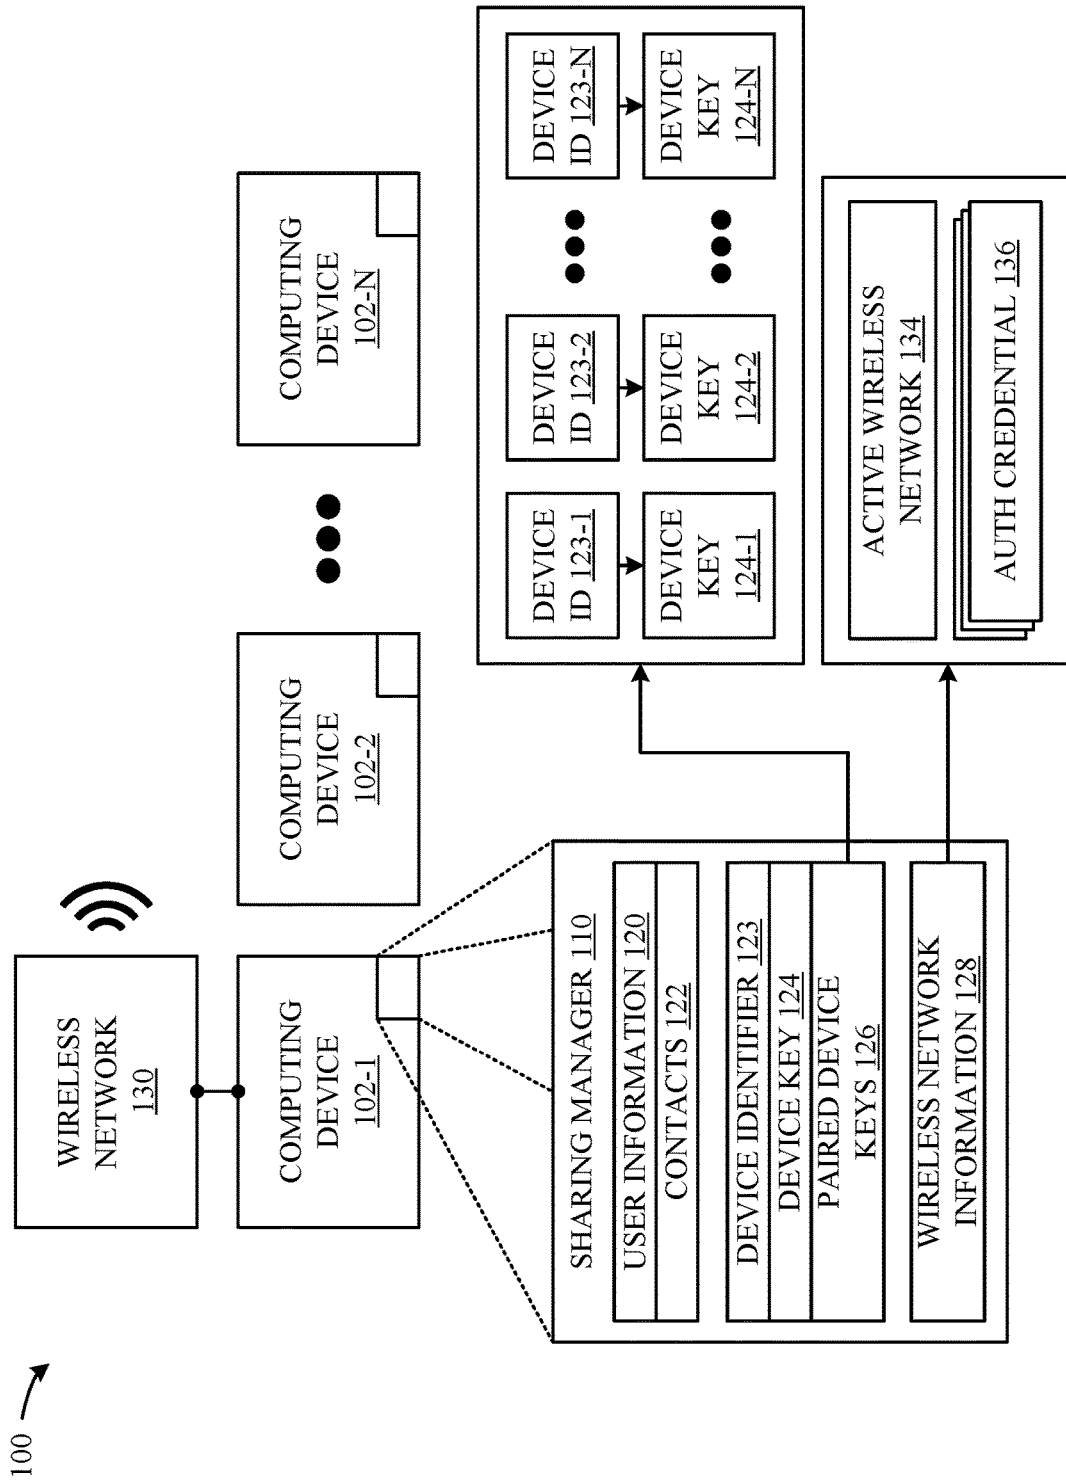 100
WIRELESS
NETWORK
130
COMPUTING
DEVICE
102-1
COMPUTING
DEVICE
102-2
COMPUTING
DEVICE
102-N
SHARING MANAGER 110
USER INFORMATION 120
CONTACTS 122
DEVICE IDENTIFIER 123
DEVICE KEY 124
PAIRED DEVICE
KEYS 126
WIRELESS NETWORK
INFORMATION 128
DEVICE
ID 123-1
DEVICE
KEY
124-1
DEVICE
ID 123-2
DEVICE
KEY
124-2
DEVICE
ID 123-N
DEVICE
KEY
124-N
ACTIVE WIRELESS
NETWORK 134
AUTH CREDENTIAL 136